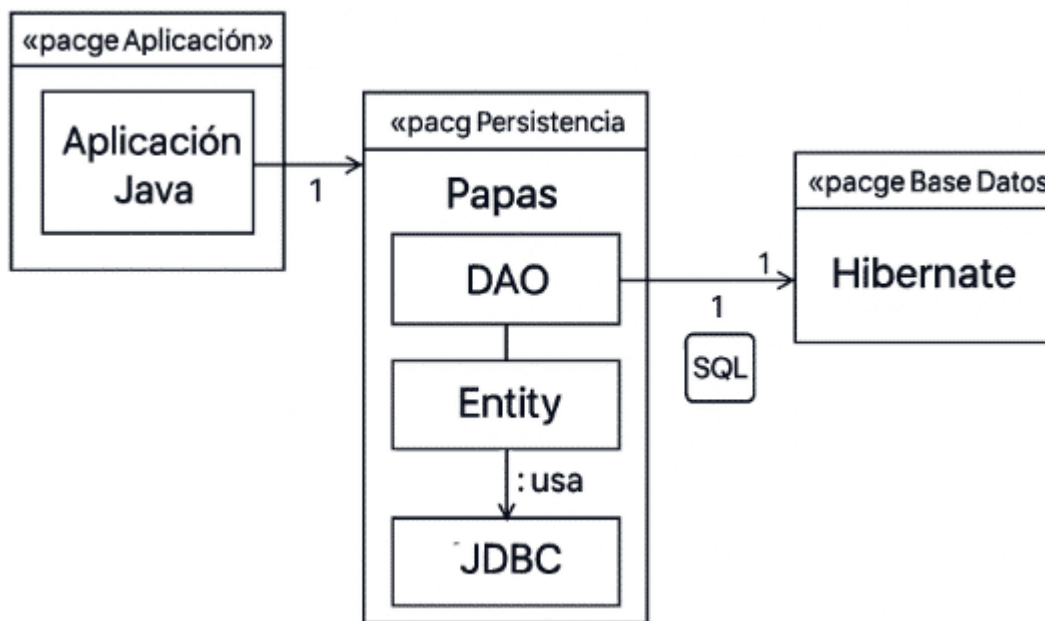 «pacge Aplicación»
Aplicación
Java
1
«pacg Persistencia
Papas
DAO
Entity
: usa
JDBC
1
1
SQL
«pacge Base Datos
Hibernate